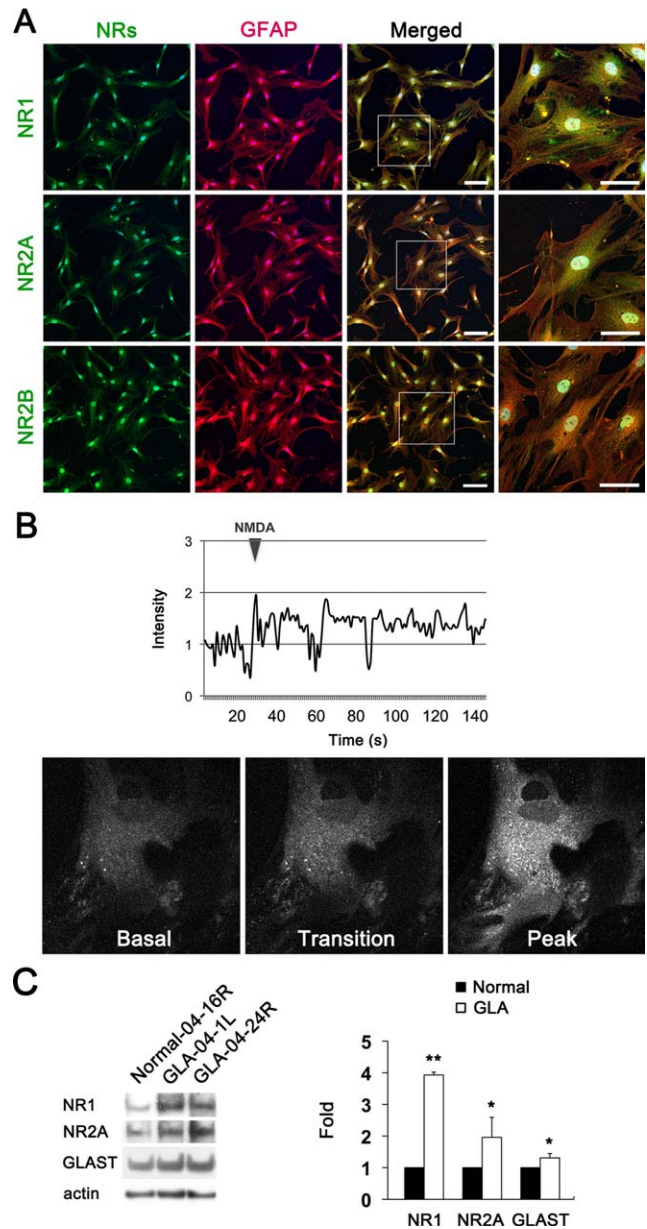 A
NRs GFAP Merged
NR1
NR2A
NR2B
B
NMDA
3
2
1
0
Intensity
20 40 60 80 100 120 140
Time (s)
Basal Transition Peak
C
Normal-04-16R
GLA-04-1L
GLA-04-24R
NR1
NR2A
GLAST
actin
Normal
GLA
5
4
3
2
1
0
Fold
**
*
*
NR1 NR2A GLAST